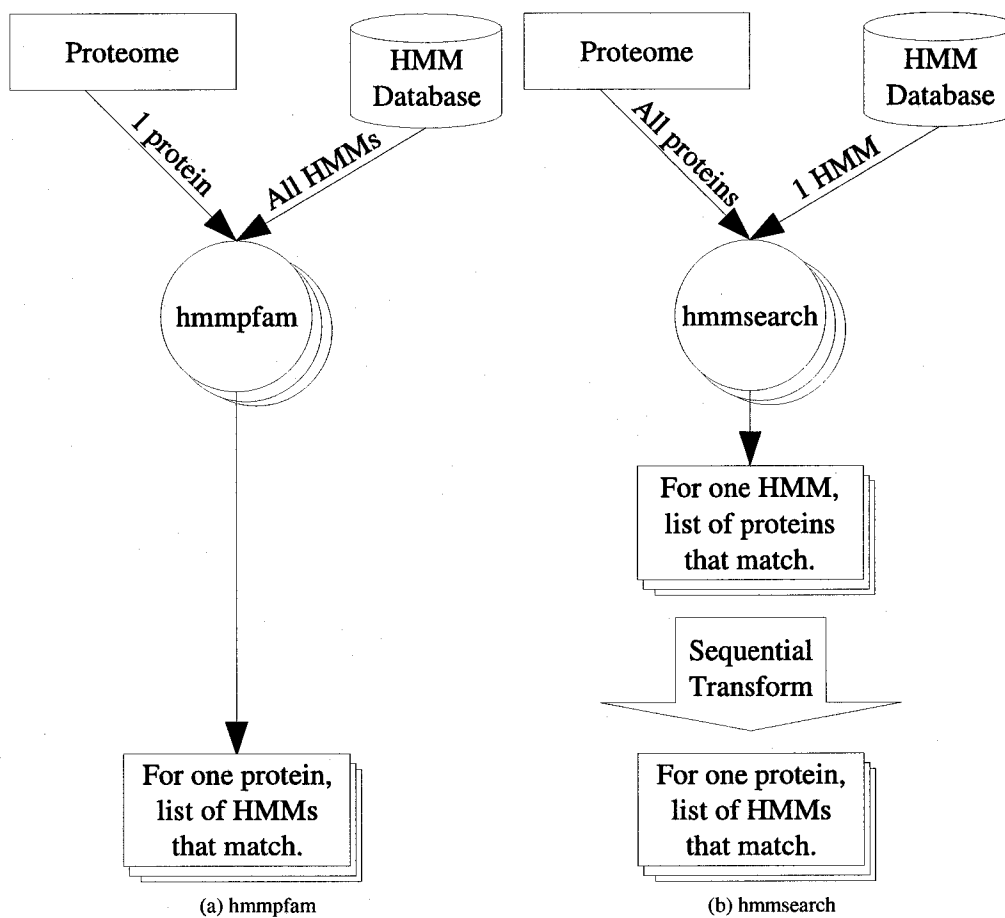 Proteome
HMM
Database
1 protein
All HMMs
hmmpfam
For one protein,
list of HMMs
that match.
(a) hmmpfam
Proteome
HMM
Database
All proteins
1 HMM
hmmsearch
For one HMM,
list of proteins
that match.
Sequential
Transform
For one protein,
list of HMMs
that match.
(b) hmmsearch